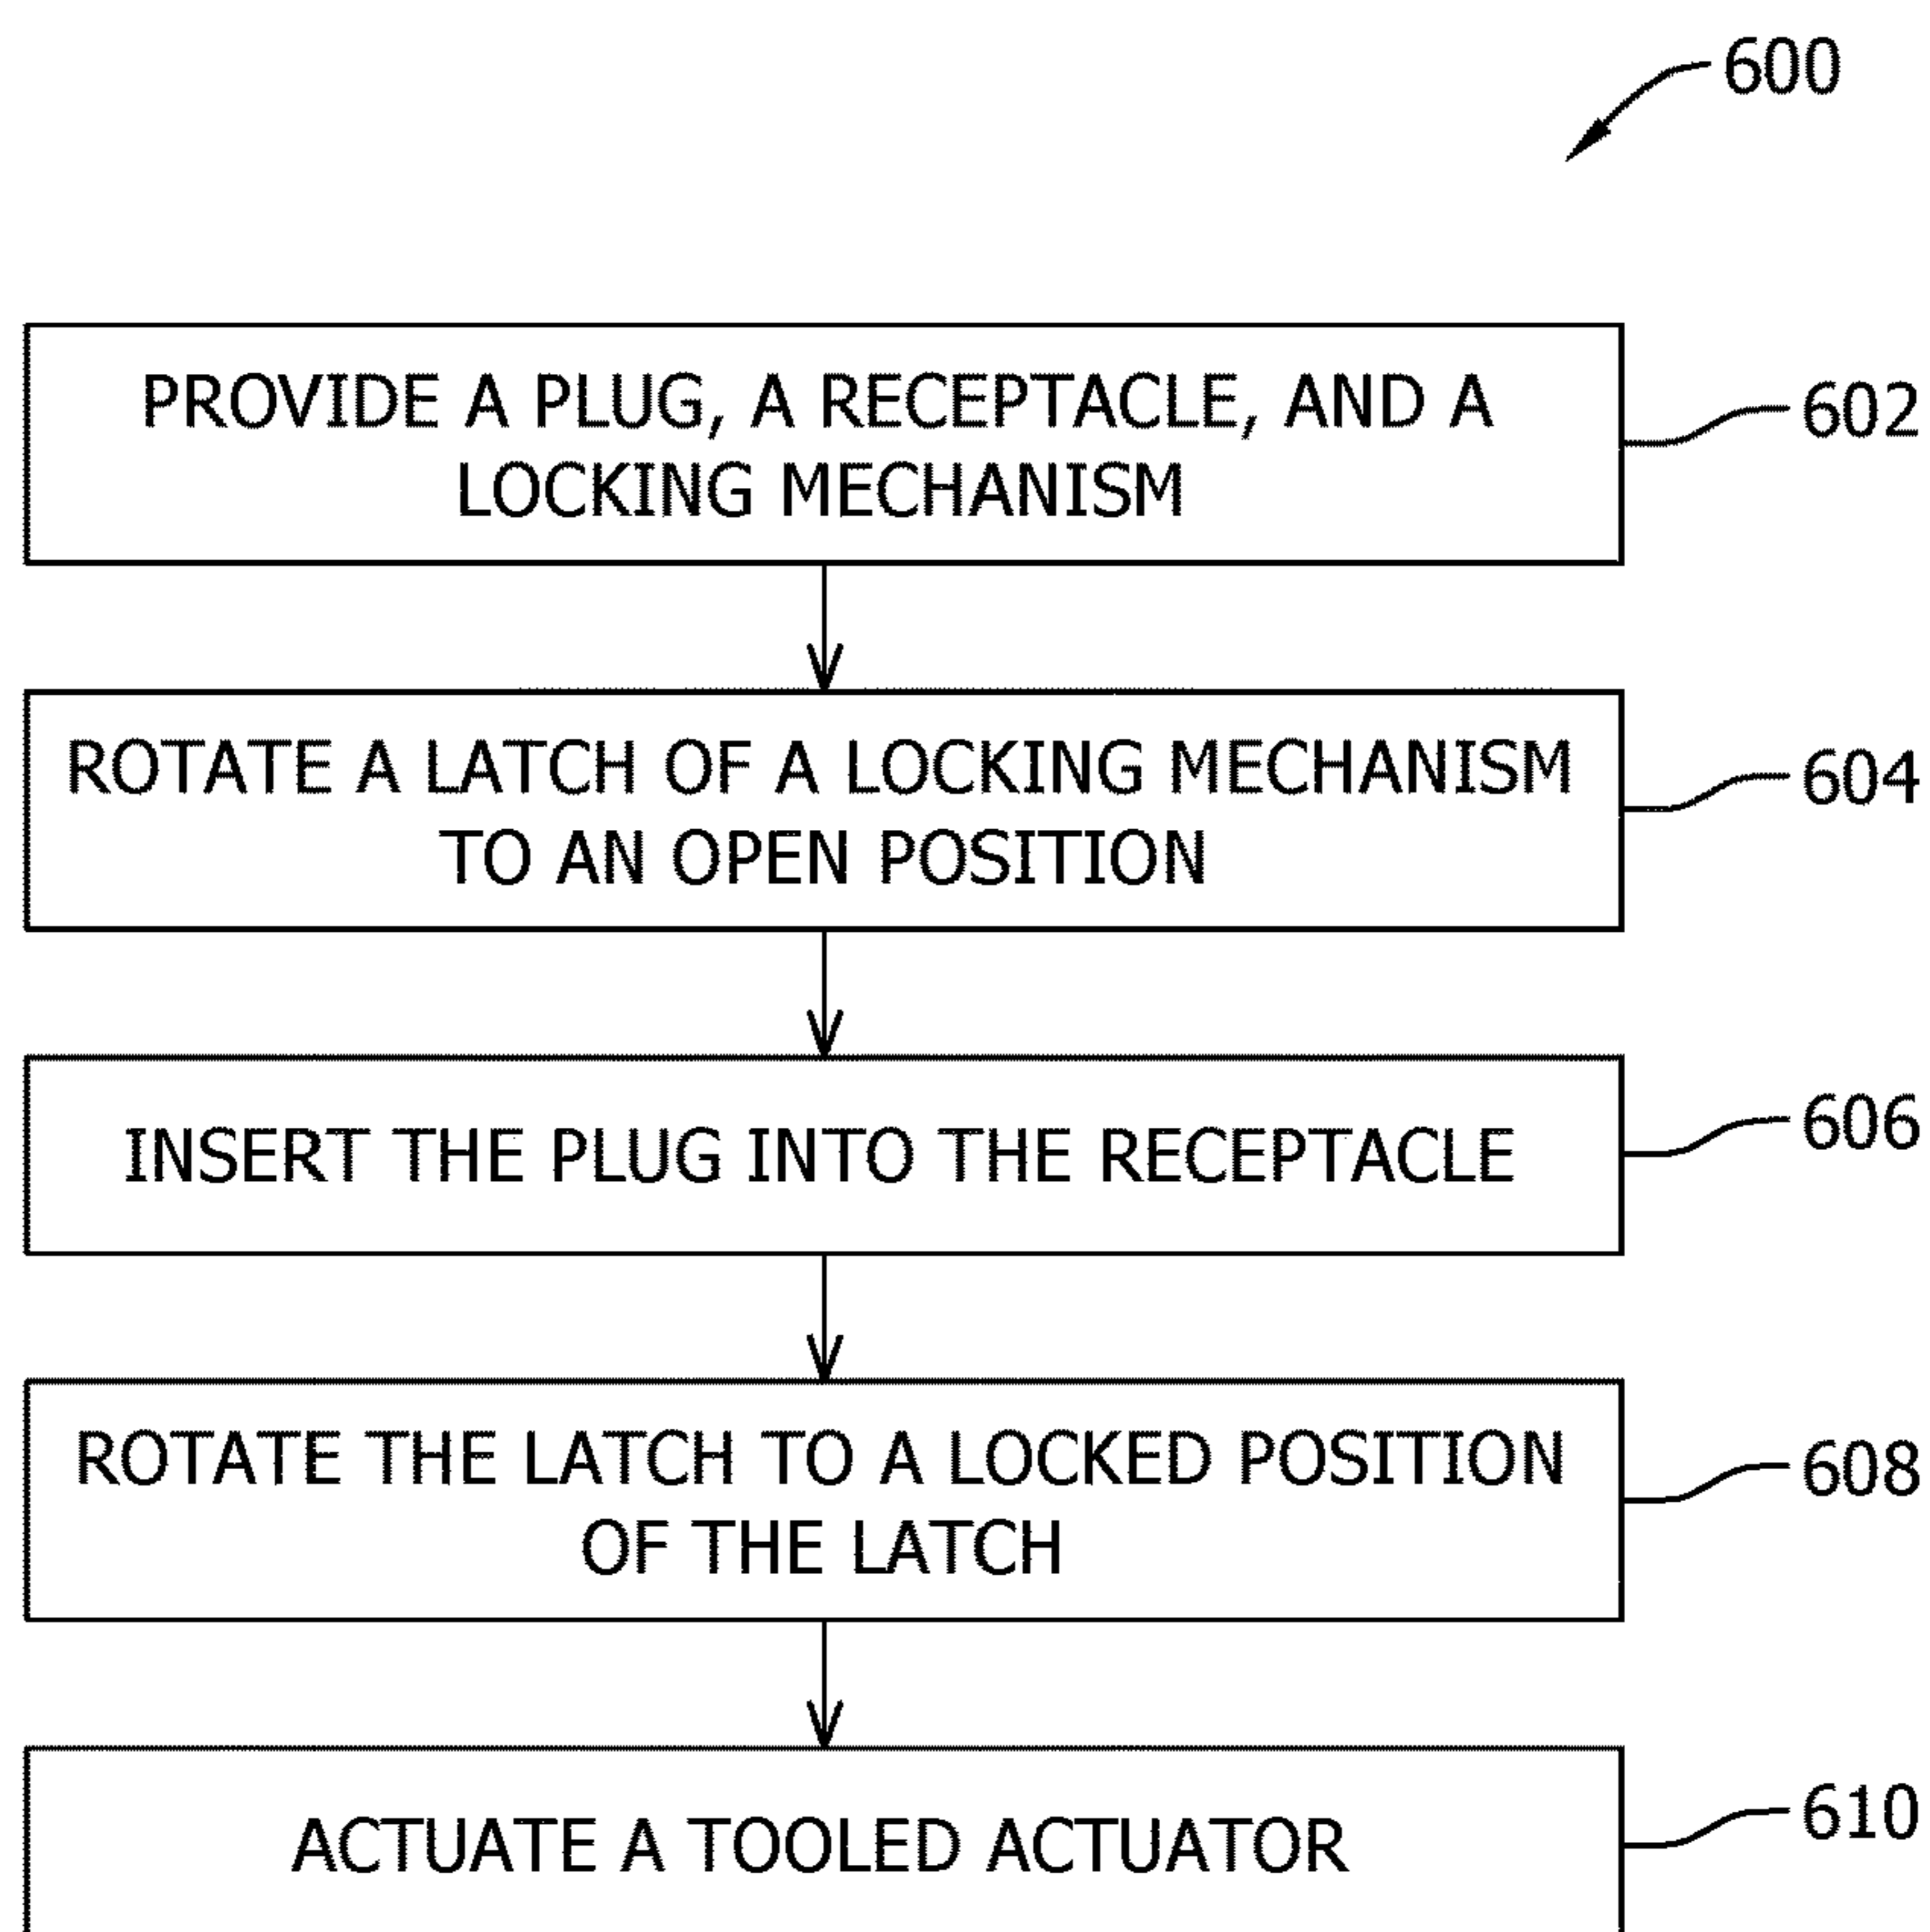 600
PROVIDE A PLUG, A RECEPTACLE, AND A
LOCKING MECHANISM
602
ROTATE A LATCH OF A LOCKING MECHANISM
TO AN OPEN POSITION
604
INSERT THE PLUG INTO THE RECEPTACLE
606
ROTATE THE LATCH TO A LOCKED POSITION
OF THE LATCH
608
ACTUATE A TOOLED ACTUATOR
610